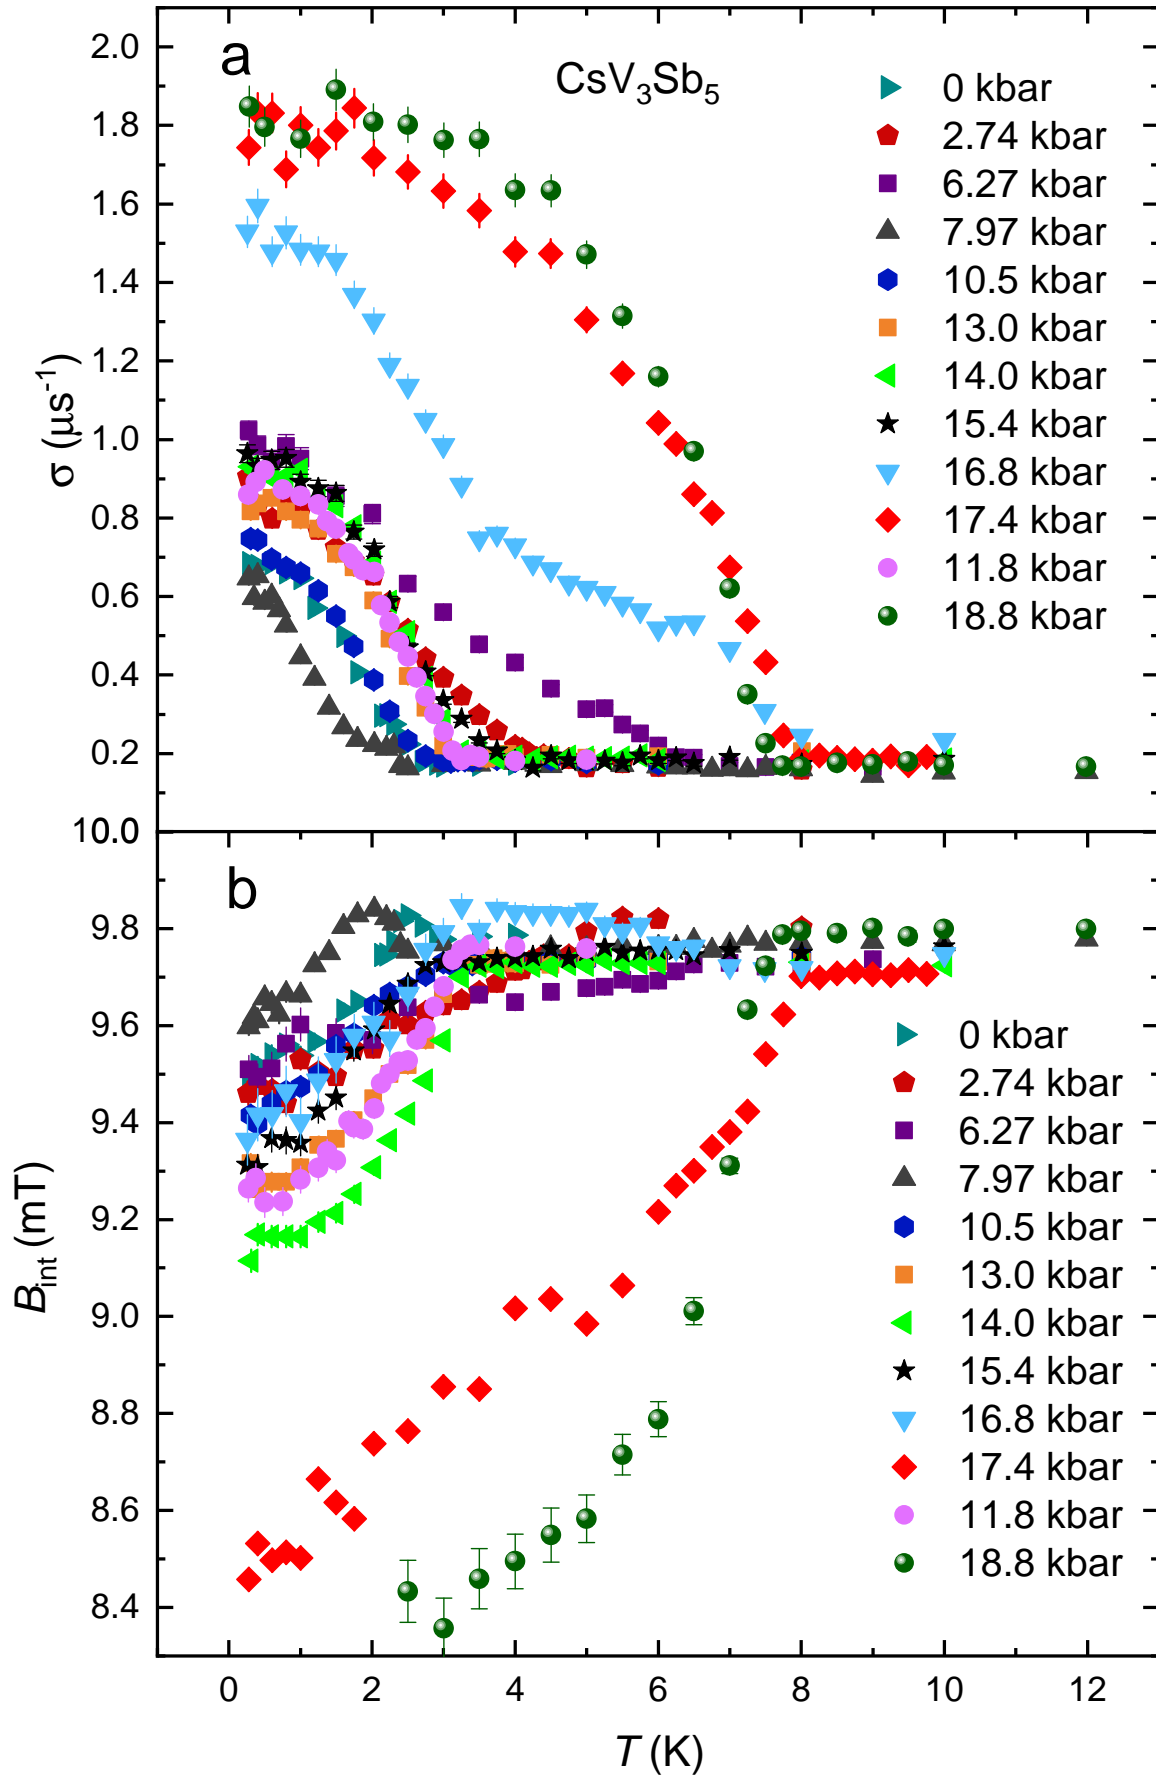 a
CsV3Sb5
2.0
1.8
1.6
1.4
1.2
1.0
0.8
0.6
0.4
0.2
10.0
σ (μs-1)
0 kbar
2.74 kbar
6.27 kbar
7.97 kbar
10.5 kbar
13.0 kbar
14.0 kbar
15.4 kbar
16.8 kbar
17.4 kbar
11.8 kbar
18.8 kbar
b
9.8
9.6
9.4
9.2
9.0
8.8
8.6
8.4
Bint (mT)
0 kbar
2.74 kbar
6.27 kbar
7.97 kbar
10.5 kbar
13.0 kbar
14.0 kbar
15.4 kbar
16.8 kbar
17.4 kbar
11.8 kbar
18.8 kbar
0 2 4 6 8 10 12
T (K)